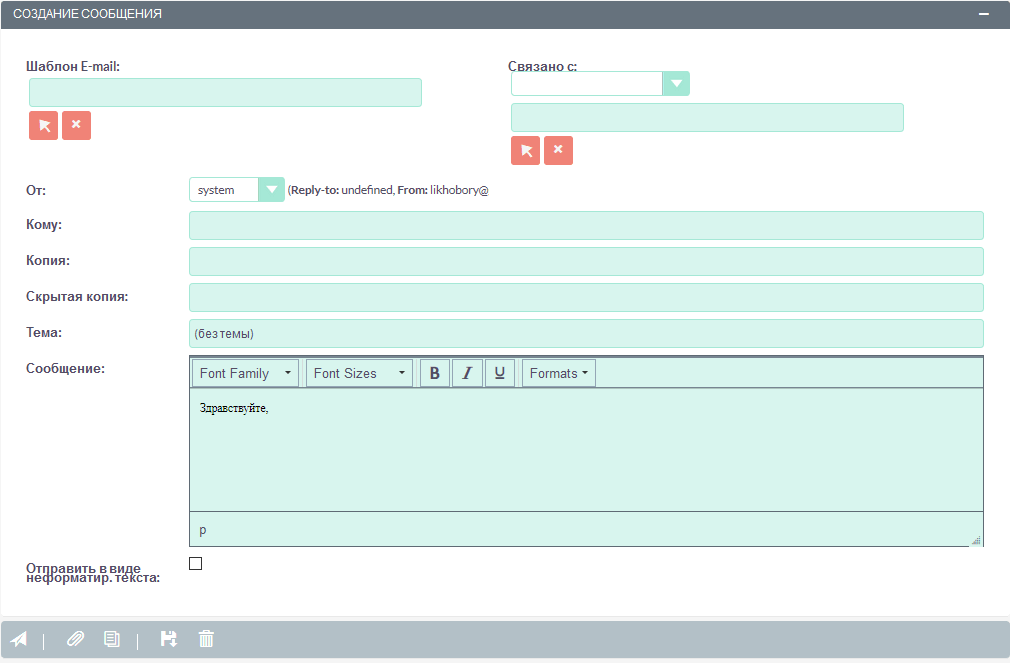 СОЗДАНИЕ СООБЩЕНИЯ
Шаблон E-mail:
Связано с:
От:
system
(Reply-to: undefined, From: likhobory@
Кому:
Копия:
Скрытая копия:
Тема:
(без темы)
Сообщение:
Font Family
Font Sizes
B
I
U
Formats
Здравствуйте,
p
Отправить в виде
неформатир. текста: